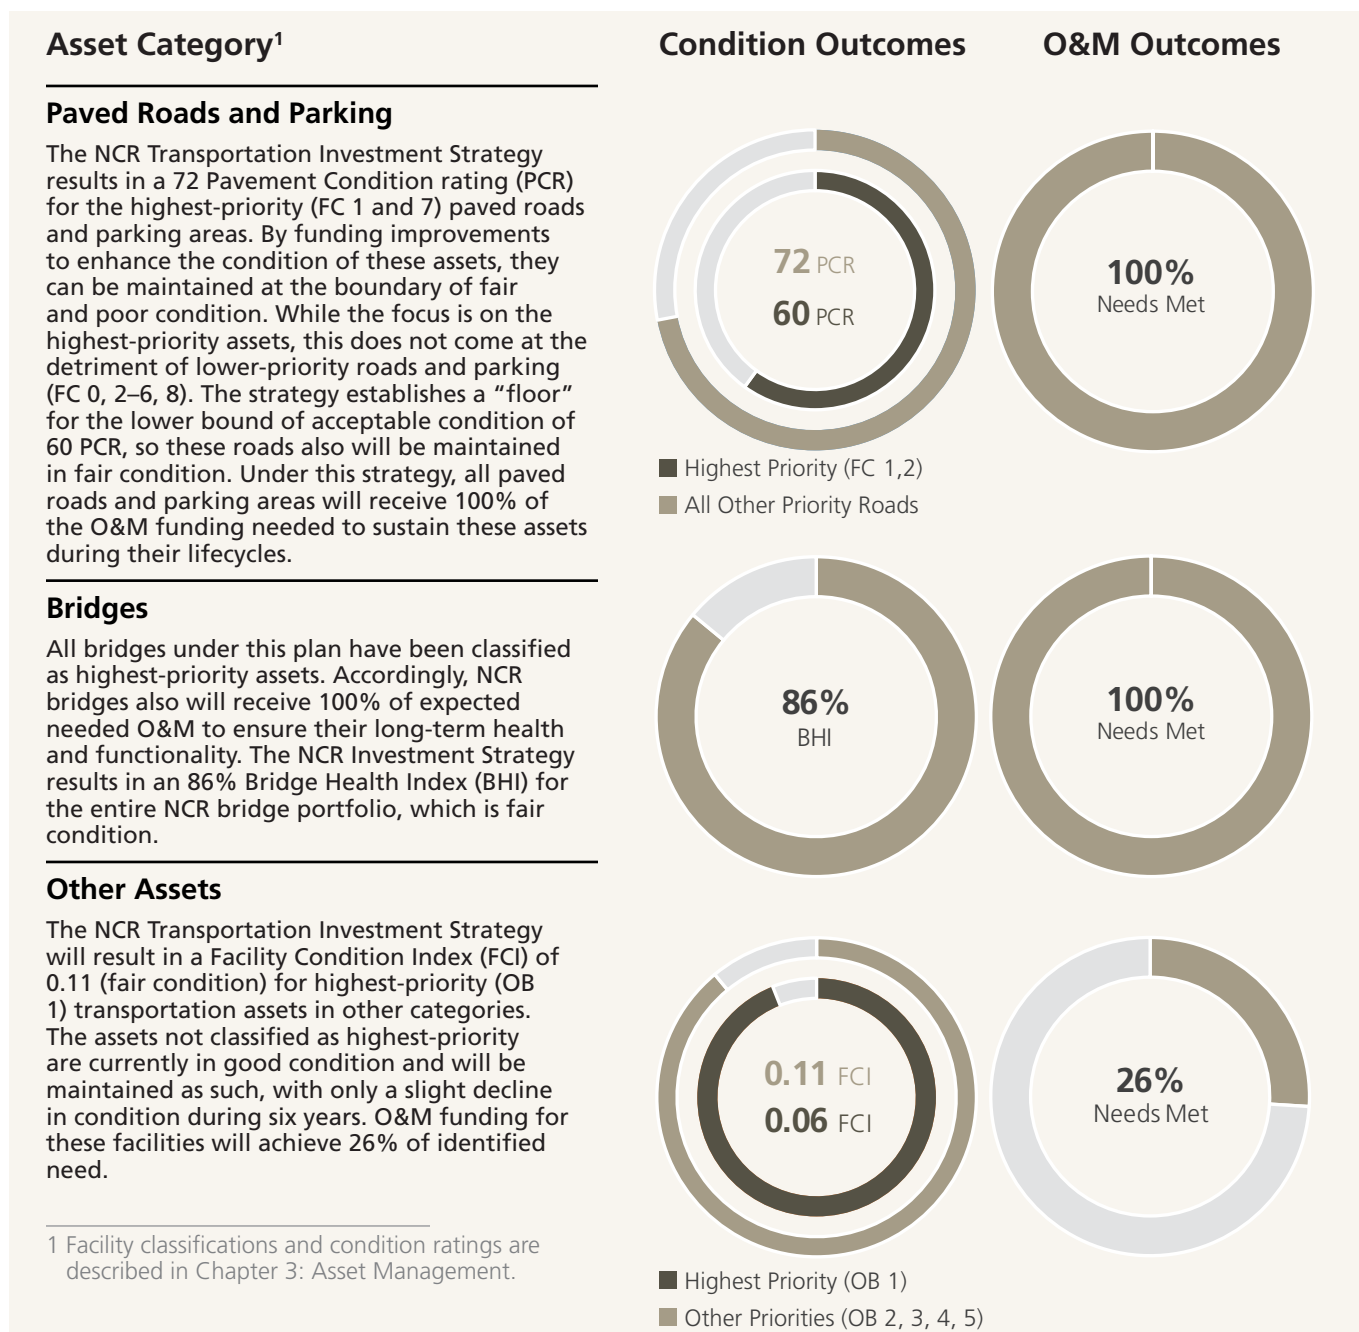 Asset Category1
Condition Outcomes
O&M Outcomes
Paved Roads and Parking
The NCR Transportation Investment Strategy
results in a 72 Pavement Condition rating (PCR)
for the highest-priority (FC 1 and 7) paved roads
and parking areas. By funding improvements
to enhance the condition of these assets, they
can be maintained at the boundary of fair
and poor condition. While the focus is on the
highest-priority assets, this does not come at the
detriment of lower-priority roads and parking
(FC 0, 2–6, 8). The strategy establishes a “floor”
for the lower bound of acceptable condition of
60 PCR, so these roads also will be maintained
in fair condition. Under this strategy, all paved
roads and parking areas will receive 100% of
the O&M funding needed to sustain these assets
during their lifecycles.
72 PCR
60 PCR
Highest Priority (FC 1,2)
All Other Priority Roads
100%
Needs Met
Bridges
All bridges under this plan have been classified
as highest-priority assets. Accordingly, NCR
bridges also will receive 100% of expected
needed O&M to ensure their long-term health
and functionality. The NCR Investment Strategy
results in an 86% Bridge Health Index (BHI) for
the entire NCR bridge portfolio, which is fair
condition.
86%
BHI
100%
Needs Met
Other Assets
The NCR Transportation Investment Strategy
will result in a Facility Condition Index (FCI) of
0.11 (fair condition) for highest-priority (OB
1) transportation assets in other categories.
The assets not classified as highest-priority
are currently in good condition and will be
maintained as such, with only a slight decline
in condition during six years. O&M funding for
these facilities will achieve 26% of identified
need.
0.11 FCI
0.06 FCI
Highest Priority (OB 1)
Other Priorities (OB 2, 3, 4, 5)
26%
Needs Met
1 Facility classifications and condition ratings are
described in Chapter 3: Asset Management.